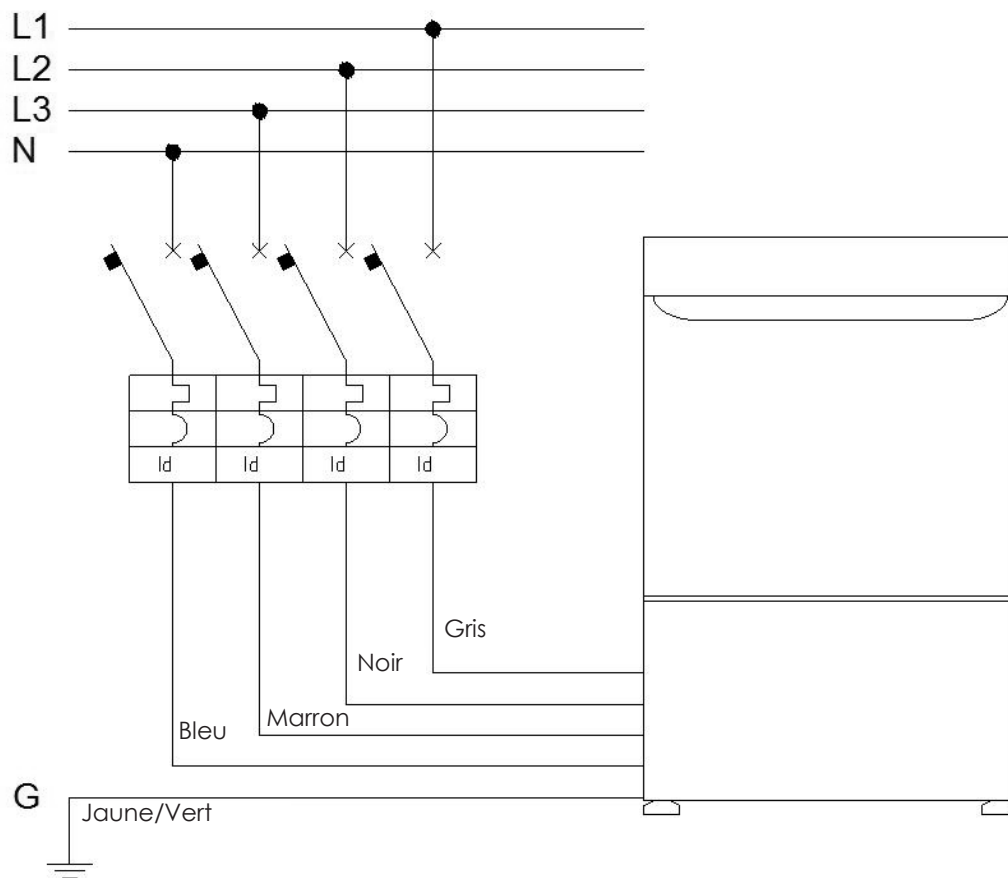 L1
L2
L3
N
Id Id Id Id
Gris
Noir
Marron
Bleu
G
Jaune/Vert